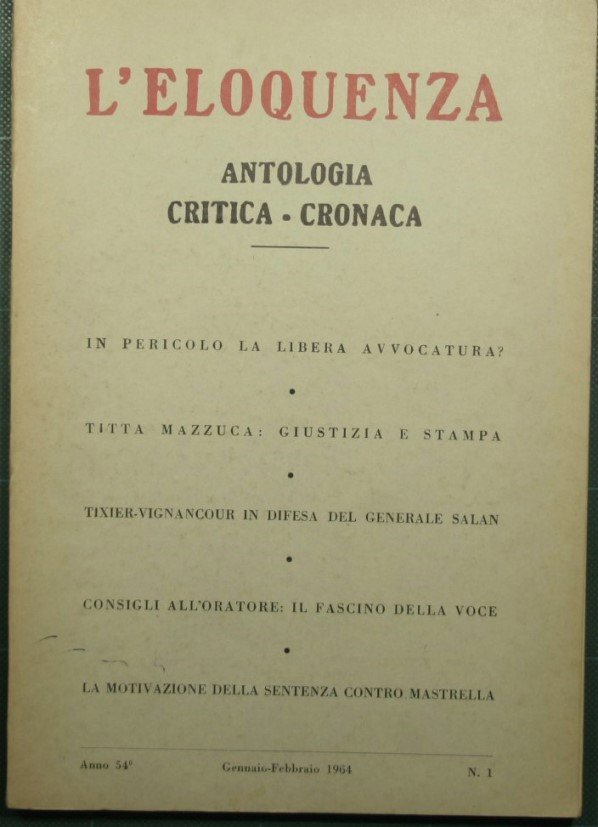 L'ELOQUENZA
ANTOLOGIA
CRITICA • CRONACA
IN PERICOLO LA LIBERA AVVOCATURA?
•
TITTA MAZZUCA: GIUSTIZIA E STAMPA
•
TIXIER-VIGNANCOUR IN DIFESA DEL GENERALE SALAN
•
CONSIGLI ALL'ORATORE: IL FASCINO DELLA VOCE
•
LA MOTIVAZIONE DELLA SENTENZA CONTRO MASTRELLA
Anno 54° Gennaio-Febbraio 1964 N. 1